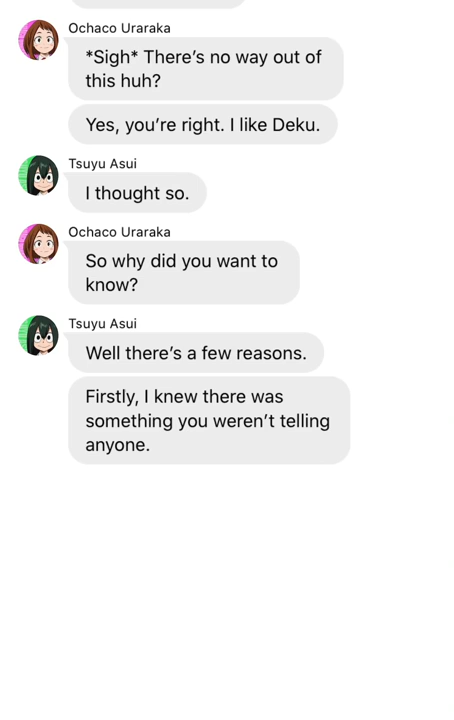 Ochaco Uraraka
*Sigh* There’s no way out of
this huh?
Yes, you’re right. I like Deku.
Tsuyu Asui
I thought so.
Ochaco Uraraka
So why did you want to
know?
Tsuyu Asui
Well there’s a few reasons.
Firstly, I knew there was
something you weren’t telling
anyone.